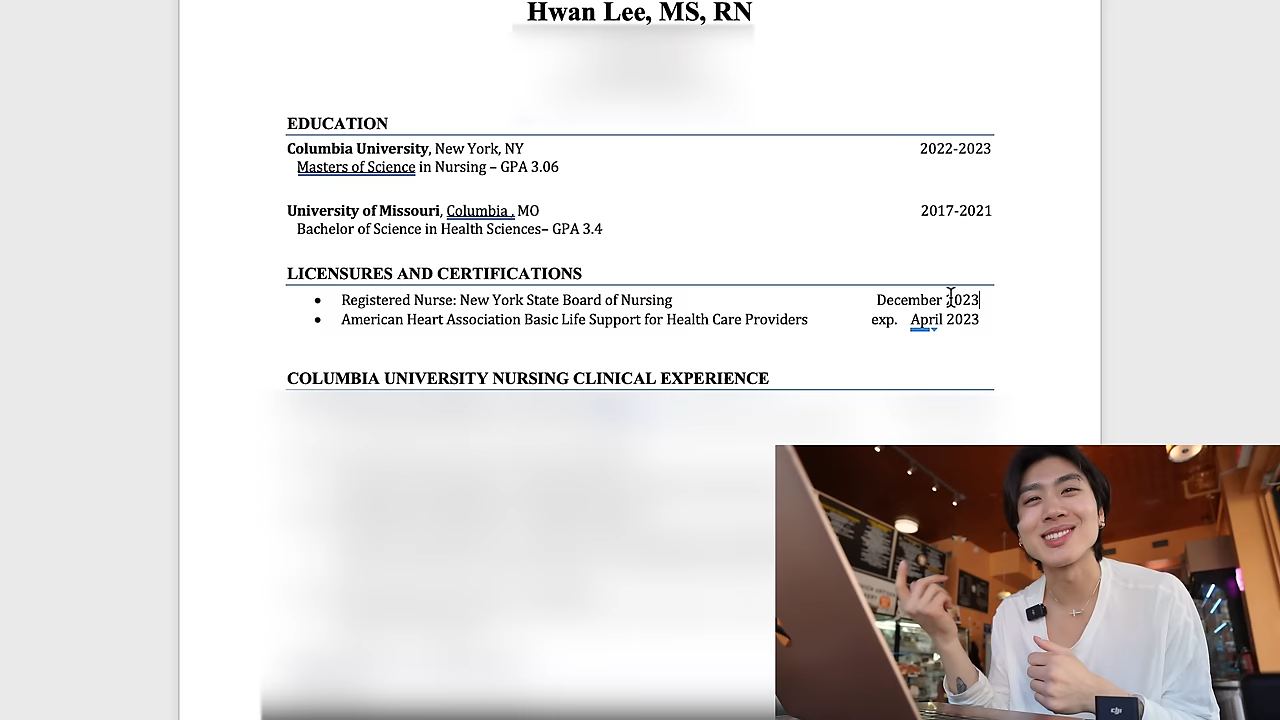 Hwan Lee, MS, RN
EDUCATION
Columbia University, New York, NY 2022-2023
Masters of Science in Nursing – GPA 3.06
University of Missouri, Columbia , MO 2017-2021
Bachelor of Science in Health Sciences– GPA 3.4
LICENSURES AND CERTIFICATIONS
• Registered Nurse: New York State Board of Nursing December 2023
• American Heart Association Basic Life Support for Health Care Providers exp. April 2023
COLUMBIA UNIVERSITY NURSING CLINICAL EXPERIENCE
dji